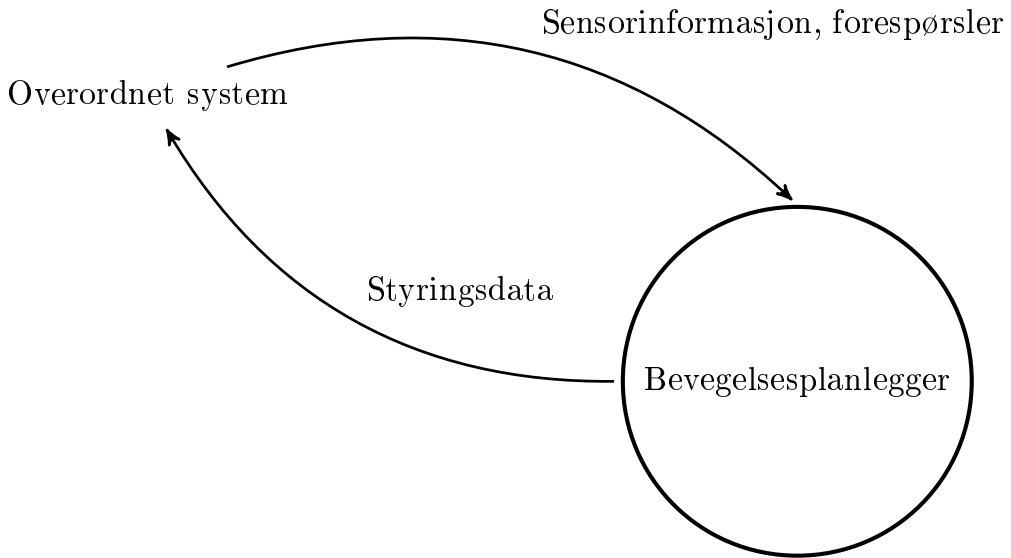 Sensorinformasjon, forespørsler
Overordnet system
Styringsdata
Bevegelsesplanlegger